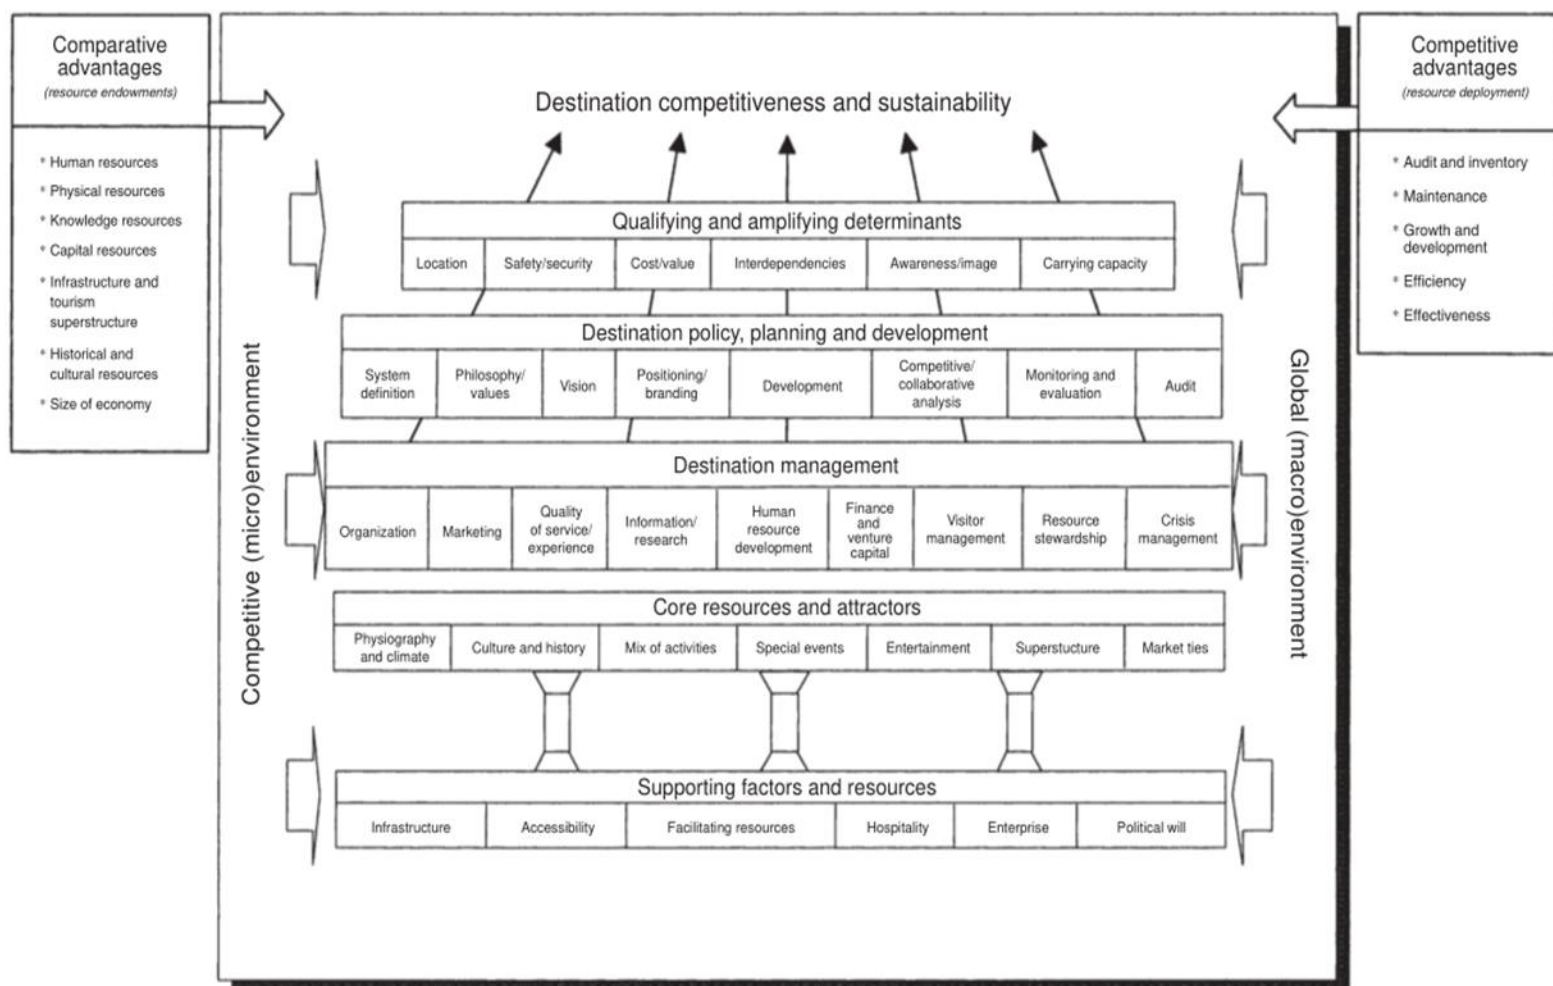 Comparative
advantages
(resource endowments)
* Human resources
* Physical resources
* Knowledge resources
* Capital resources
* Infrastructure and
tourism
superstructure
* Historical and
cultural resources
* Size of economy
Competitive (micro)environment
Destination competitiveness and sustainability
Qualifying and amplifying determinants
Location
Safety/security
Cost/value
Interdependencies
Awareness/image
Carrying capacity
Destination policy, planning and development
System
definition
Philosophy/
values
Vision
Positioning/
branding
Development
Competitive/
collaborative
analysis
Monitoring and
evaluation
Audit
Destination management
Organization
Marketing
Quality
of service/
experience
Information/
research
Human
resource
development
Finance
and
venture
capital
Visitor
management
Resource
stewardship
Crisis
management
Core resources and attractors
Physiography
and climate
Culture and history
Mix of activities
Special events
Entertainment
Superstucture
Market ties
Supporting factors and resources
Infrastructure
Accessibility
Facilitating resources
Hospitality
Enterprise
Political will
Global (macro)environment
Competitive
advantages
(resource deployment)
* Audit and inventory
* Maintenance
* Growth and
development
* Efficiency
* Effectiveness